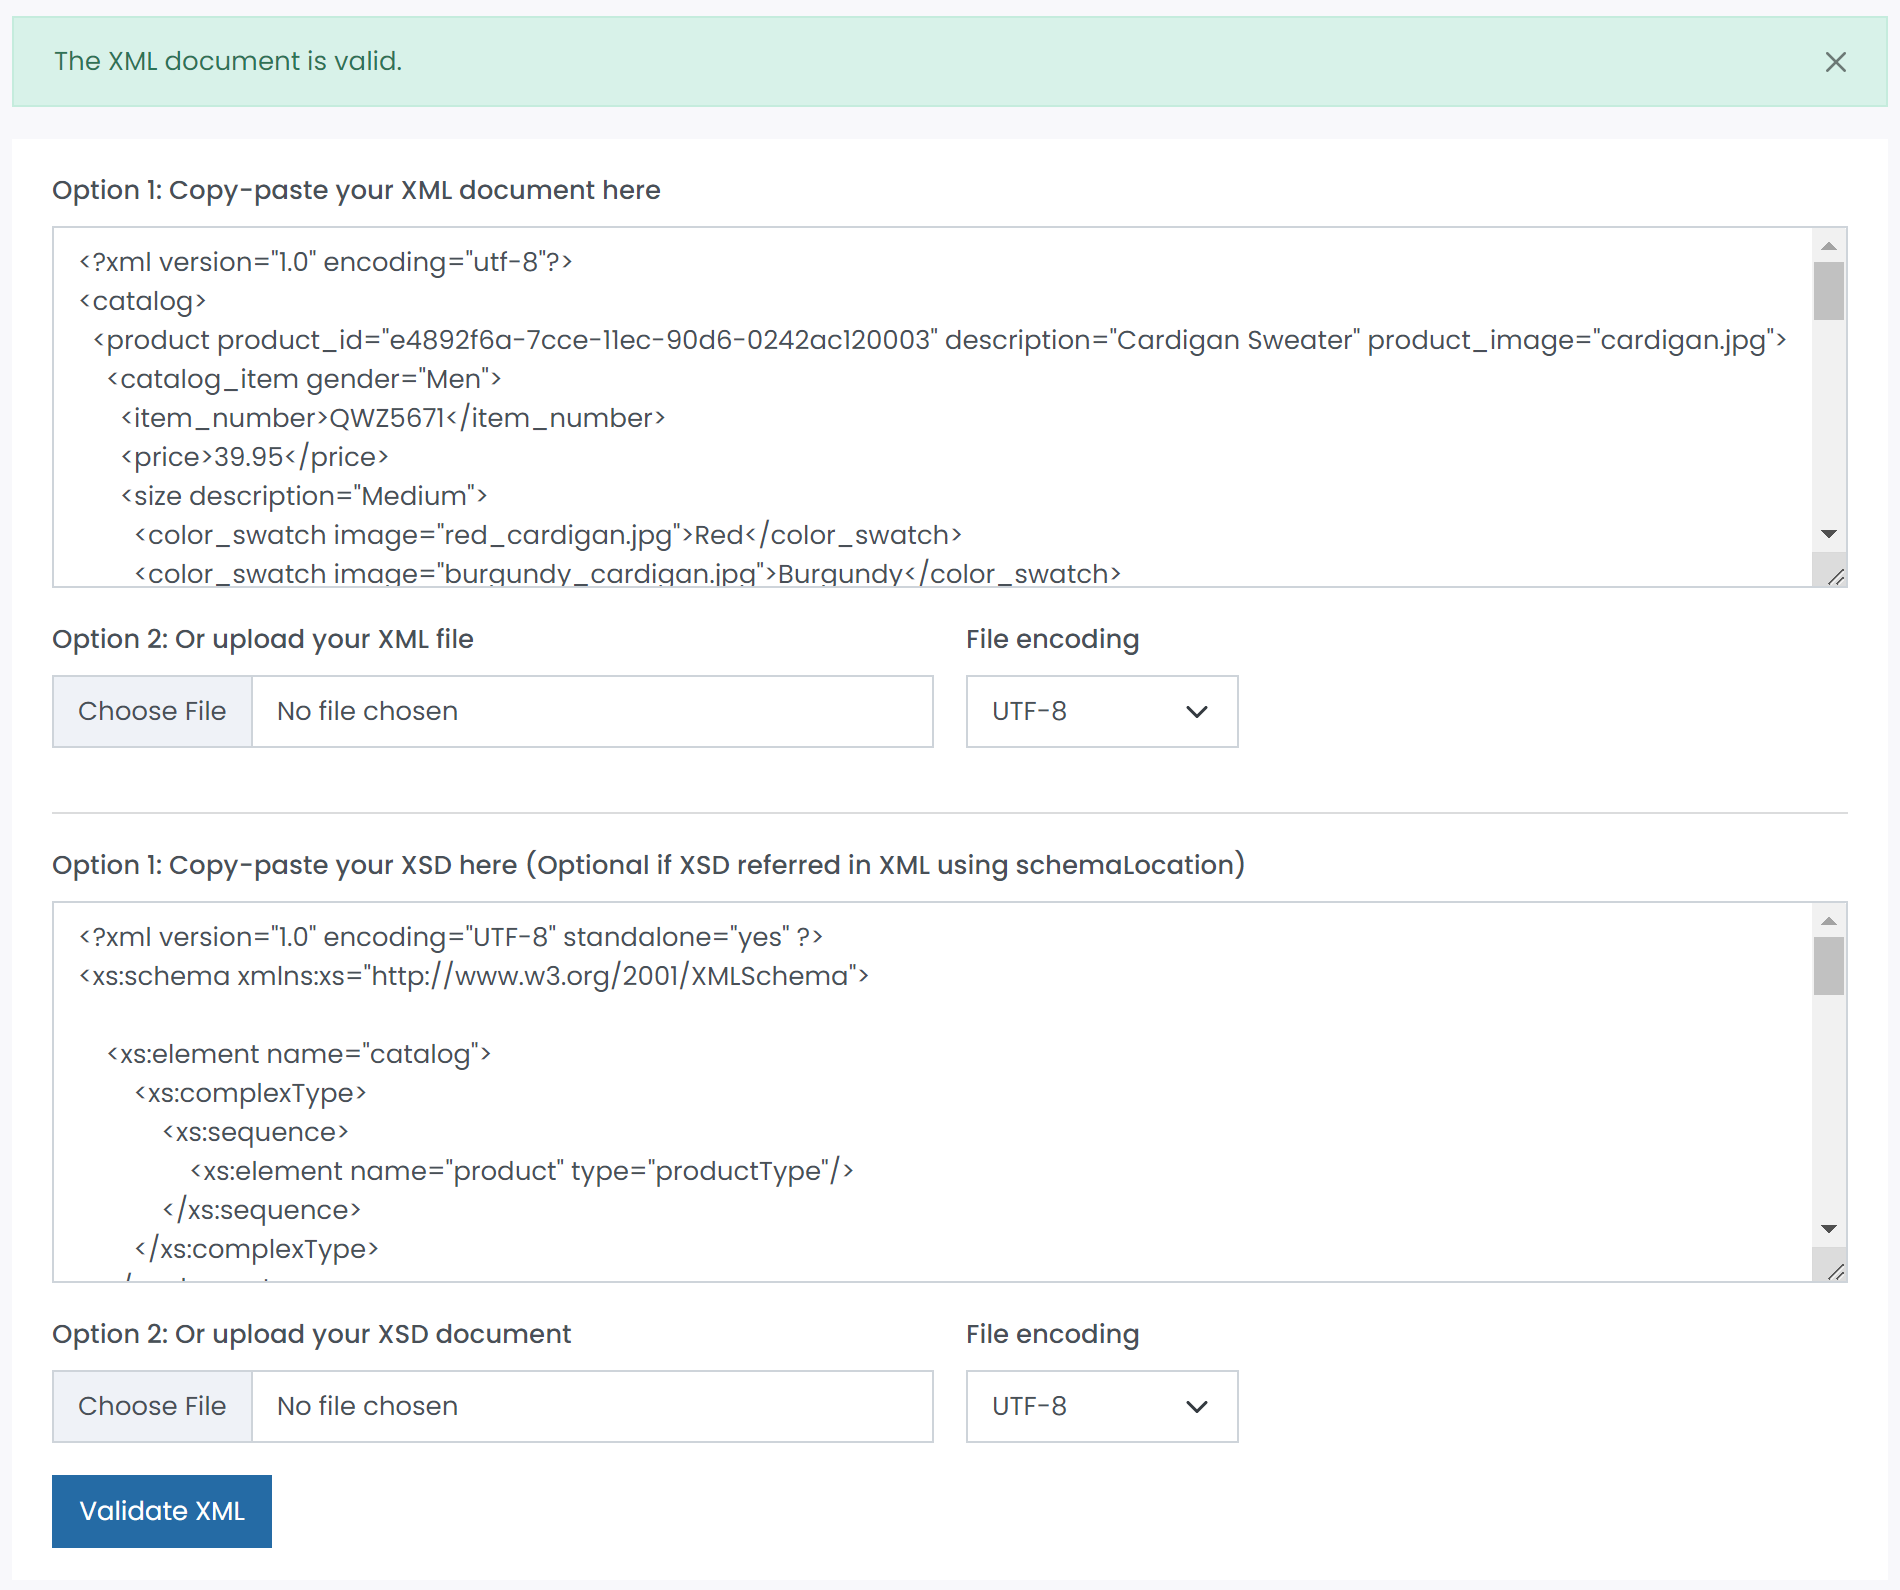 The XML document is valid.
Option 1: Copy-paste your XML document here
<?xml version="1.0" encoding="utf-8"?>
<catalog>
<product product_id="e4892f6a-7cce-11ec-90d6-0242ac120003" description="Cardigan Sweater" product_image="cardigan.jpg">
<catalog_item gender="Men">
<item_number>QWZ5671</item_number>
<price>39.95</price>
<size description="Medium">
<color_swatch image="red_cardigan.jpg">Red</color_swatch>
<color_swatch image="burgundy_cardigan.jpg">Burgundy</color_swatch>
Option 2: Or upload your XML file
File encoding
Choose File No file chosen
UTF-8
Option 1: Copy-paste your XSD here (Optional if XSD referred in XML using schemaLocation)
<?xml version="1.0" encoding="UTF-8" standalone="yes" ?>
<xs:schema xmlns:xs="http://www.w3.org/2001/XMLSchema">
<xs:element name="catalog">
<xs:complexType>
<xs:sequence>
<xs:element name="product" type="productType"/>
</xs:sequence>
</xs:complexType>
Option 2: Or upload your XSD document
File encoding
Choose File No file chosen
UTF-8
Validate XML